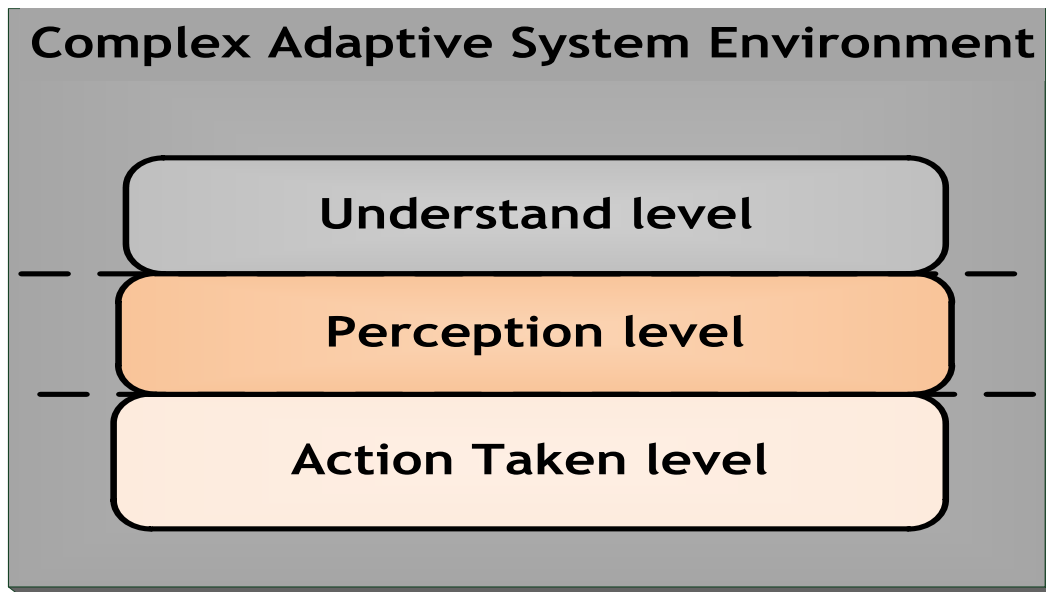 Complex Adaptive System Environment
Understand level
Perception level
Action Taken level